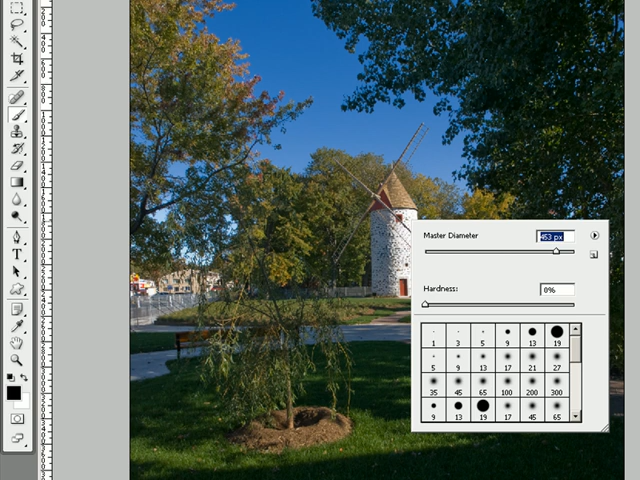 Master Diameter 453 px
Hardness: 0%
1 3 5 9 13 19
5 9 13 17 21 27
35 45 65 100 200 300
9 13 19 17 45 65